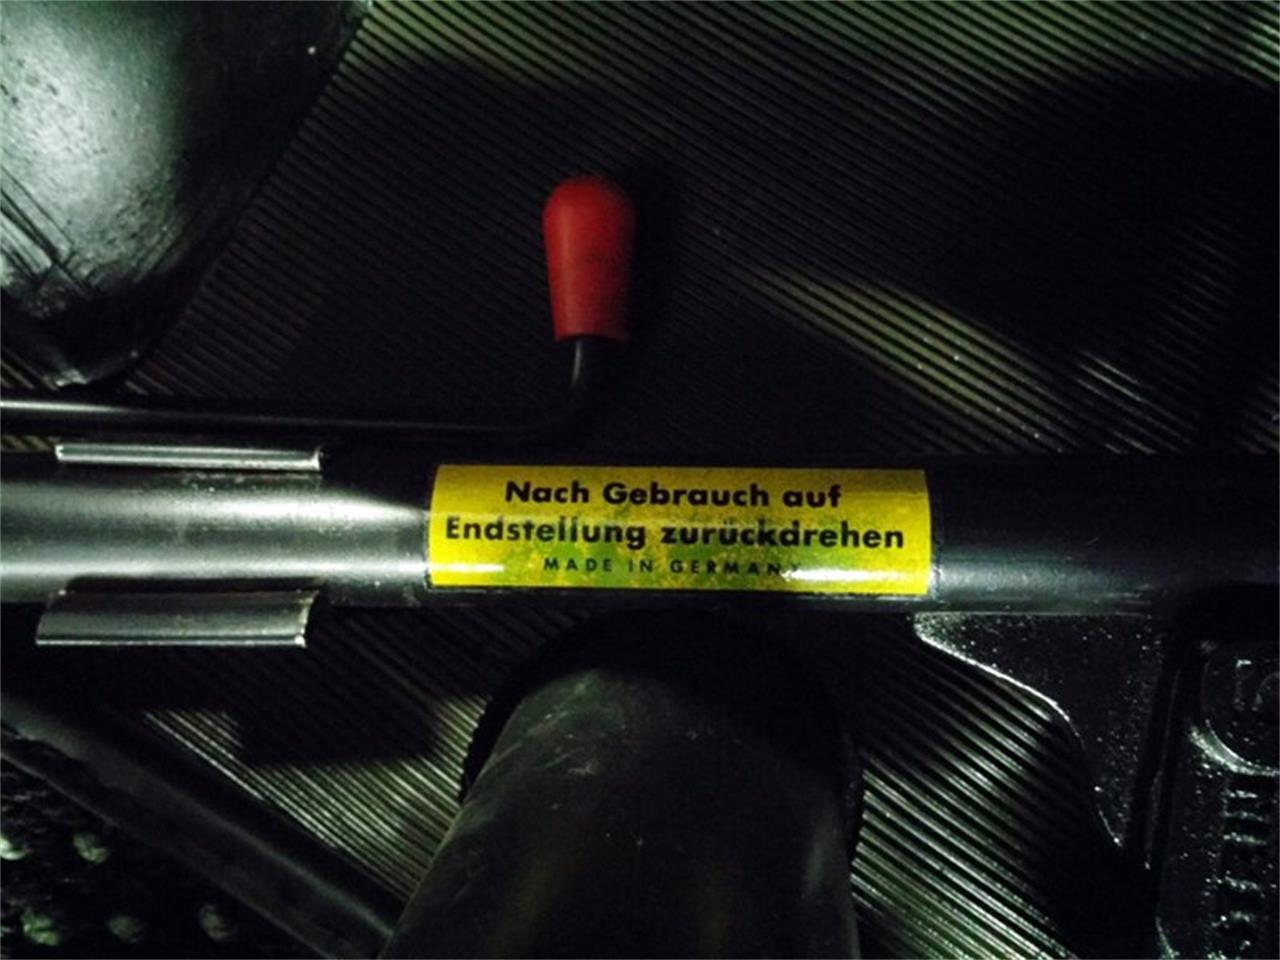 Nach Gebrauch auf
Endstellung zurückdrehen
MADE IN GERMANY